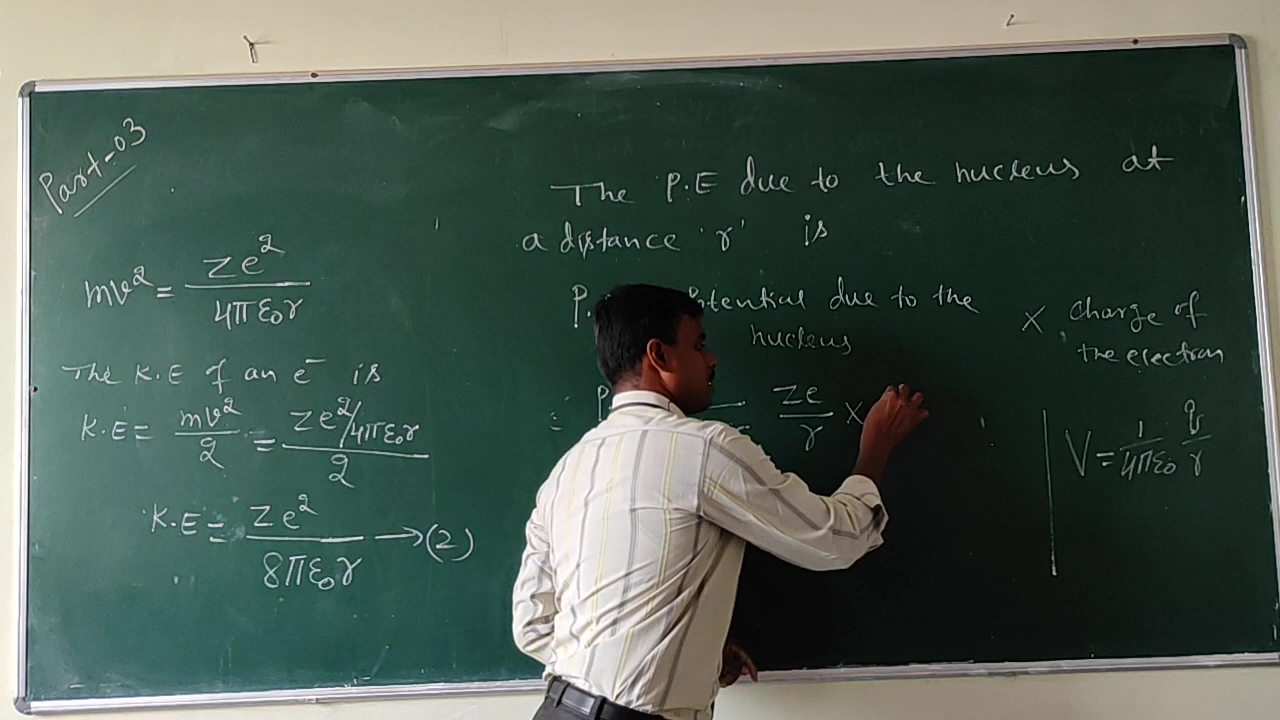 Part-03
mv² = Ze²/4πε₀r
The K.E of an e⁻ is
K.E = mv²/2 = Ze²/4πε₀r/2
K.E = Ze²/8πε₀r → (2)
The P.E due to the nucleus at
a distance 'r' is
P. due to the nucleus × charge of the electron
∴ P Ze/r ×
V = 1/4πε₀ q/r